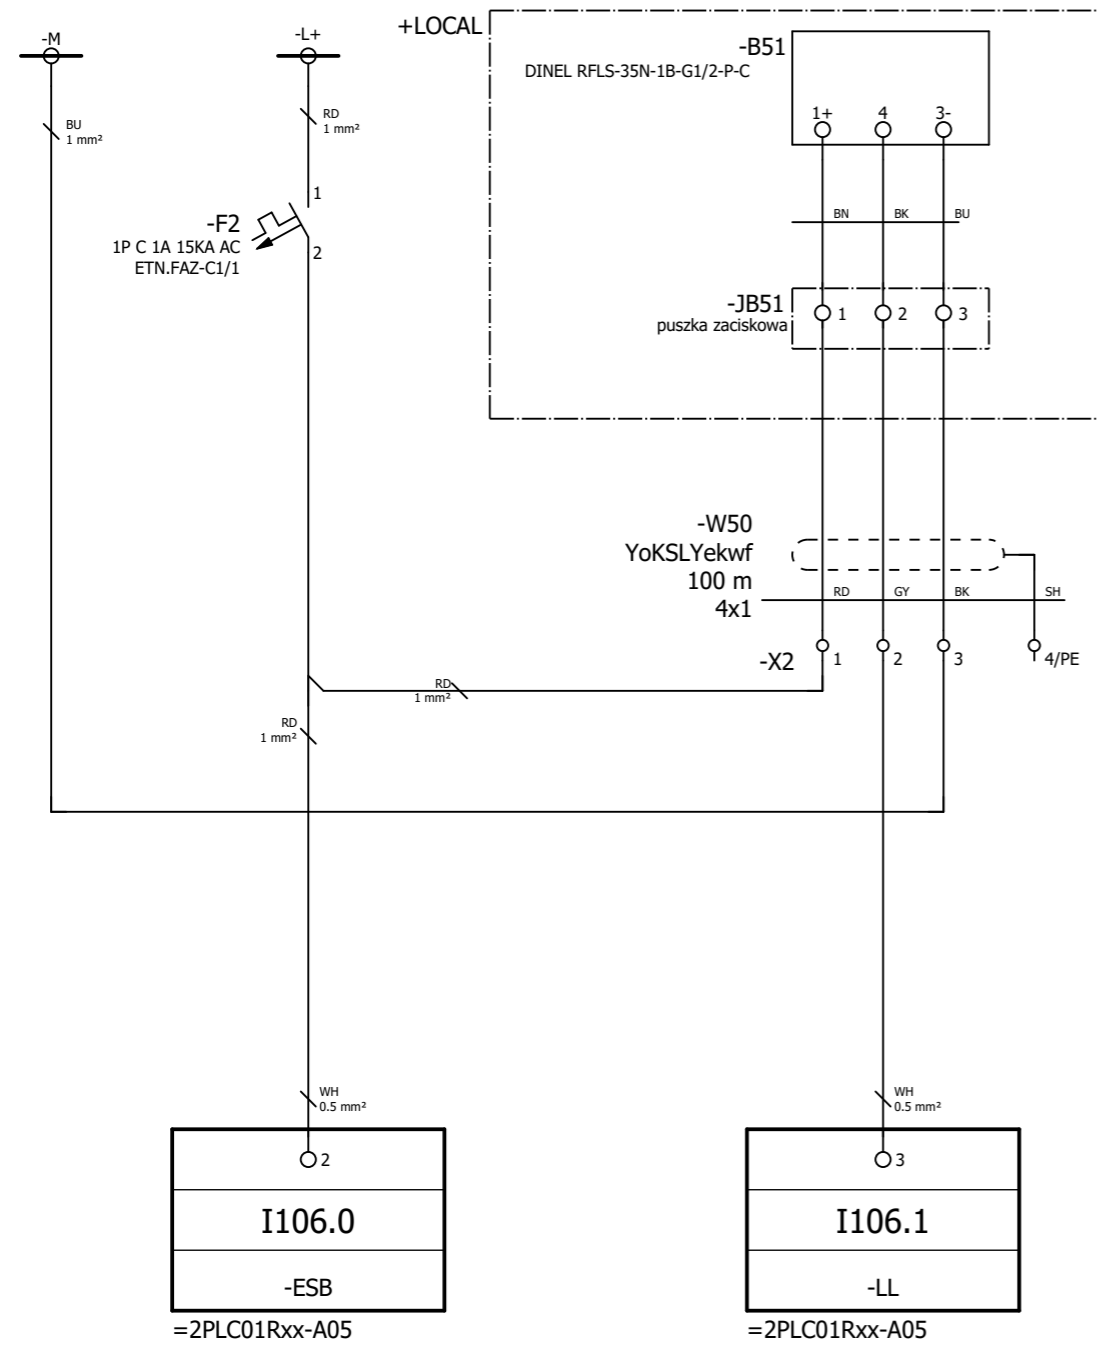 -M
-L+
+LOCAL
-B51
DINEL RFLS-35N-1B-G1/2-P-C
1+ 4 3-
BU
1 mm²
RD
1 mm²
1
-F2
1P C 1A 15KA AC
ETN.FAZ-C1/1
2
BN BK BU
-JB51
puszka zaciskowa
1 2 3
-W50
YoKSLYekwf
100 m
4x1
RD GY BK SH
-X2
1 2 3 4/PE
RD
1 mm²
RD
1 mm²
WH
0.5 mm²
WH
0.5 mm²
2
I106.0
-ESB
=2PLC01Rxx-A05
3
I106.1
-LL
=2PLC01Rxx-A05